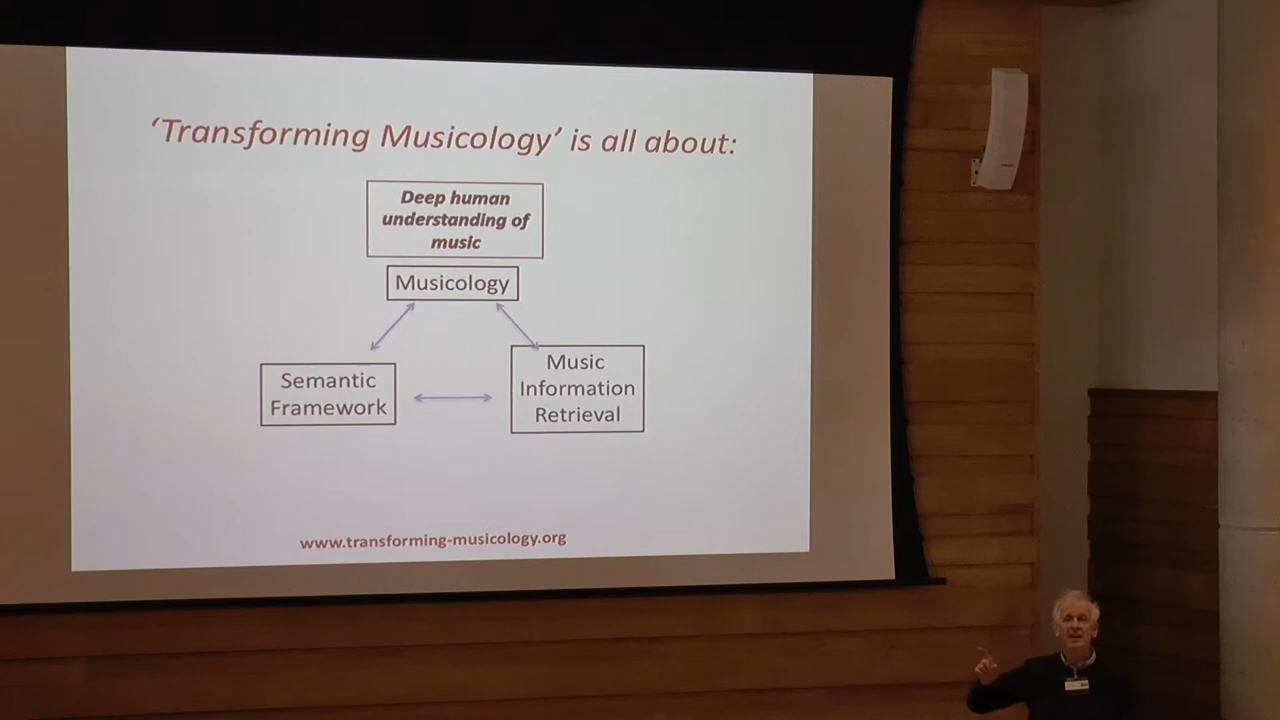 ‘Transforming Musicology’ is all about:
Deep human
understanding of
music
Musicology
Semantic
Framework
Music
Information
Retrieval
www.transforming-musicology.org